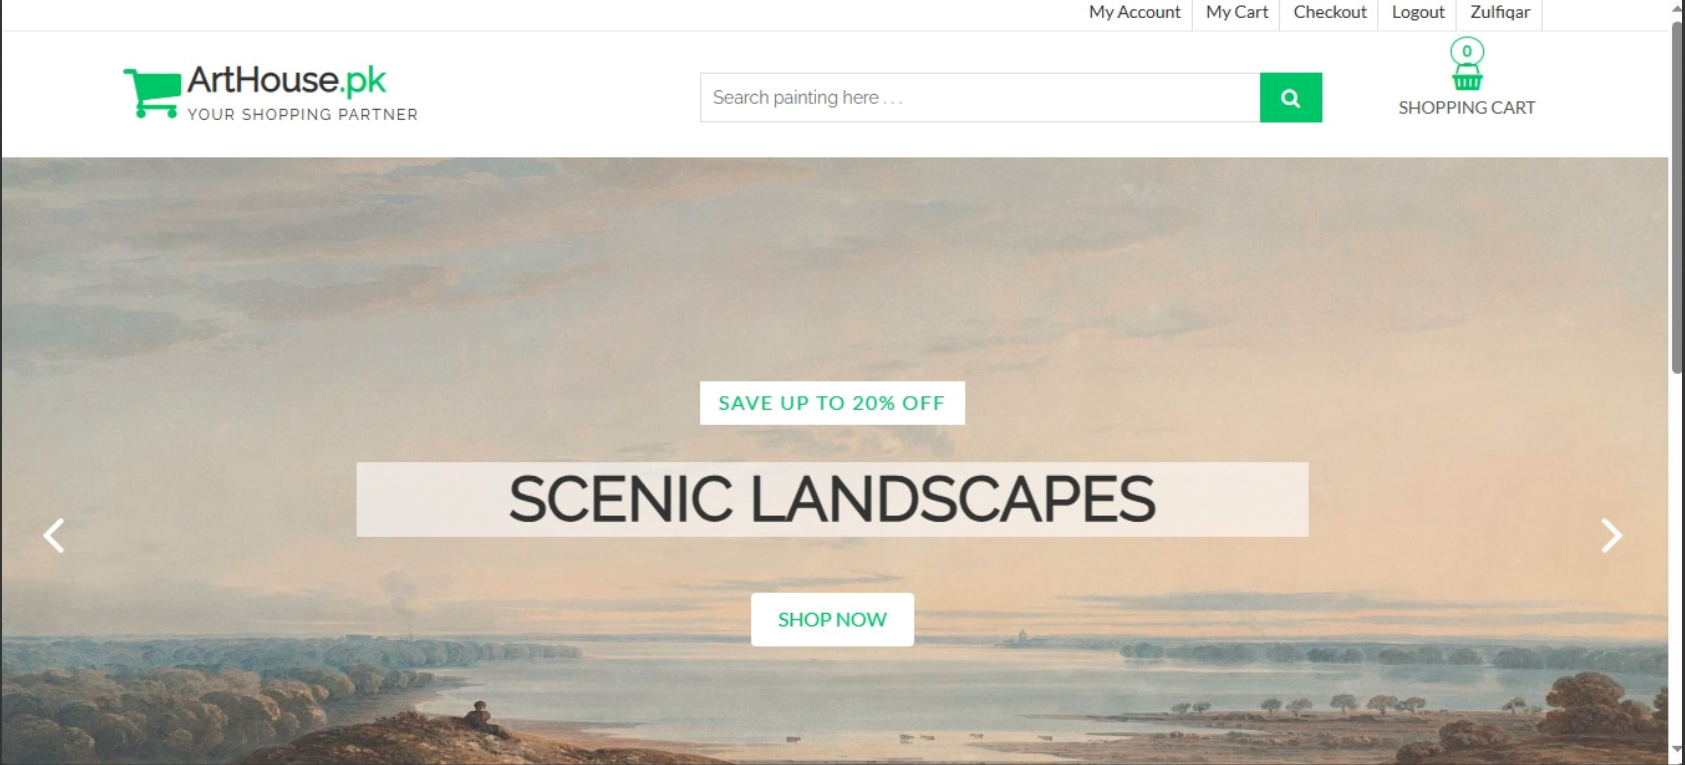 My Account My Cart Checkout Logout Zulfiqar
ArtHouse.pk
YOUR SHOPPING PARTNER
Search painting here . . .
0
SHOPPING CART
SAVE UP TO 20% OFF
SCENIC LANDSCAPES
SHOP NOW